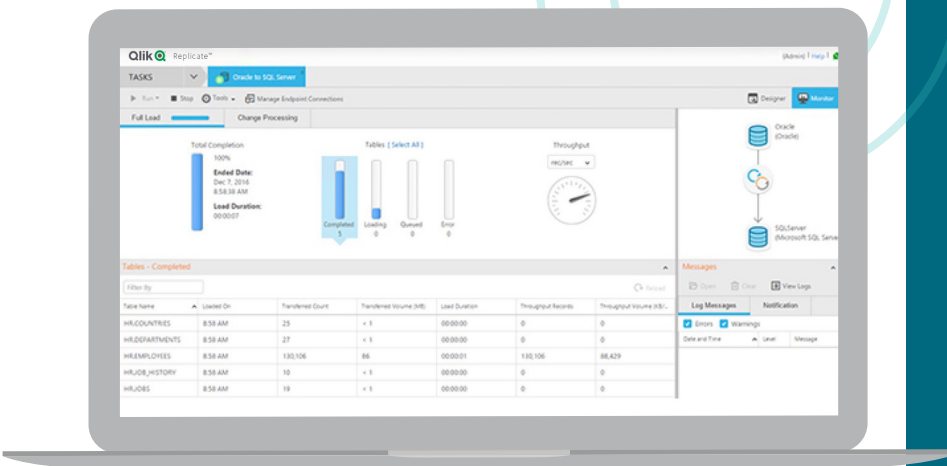 Qlik Replicate™
(Admin) | Help |
TASKS
Oracle to SQL Server
Run Stop Tools Manage Endpoint Connections
Designer Monitor
Full Load Change Processing
Total Completion
100%
Ended Date:
Dec 7, 2016
8:58:38 AM
Load Duration:
00:00:07
Tables [ Select All ]
Completed Loading Queued Error
5 0 0 0
Throughput
rec/sec
Oracle
(Oracle)
SQLServer
(Microsoft SQL Serve
Tables - Completed
Filter By
Reload
Table Name Loaded On Transferred Count Transferred Volume (MB) Load Duration Throughput Records Throughput Volume (KB/...
HR.COUNTRIES 8:58 AM 25 < 1 00:00:00 0 0
HR.DEPARTMENTS 8:58 AM 27 < 1 00:00:00 0 0
HR.EMPLOYEES 8:58 AM 130,106 86 00:00:01 130,106 88,429
HR.JOB_HISTORY 8:58 AM 10 < 1 00:00:00 0 0
HR.JOBS 8:58 AM 19 < 1 00:00:00 0 0
Messages
Open Clear View Logs
Log Messages Notification
Errors Warnings
Date and Time Level Message